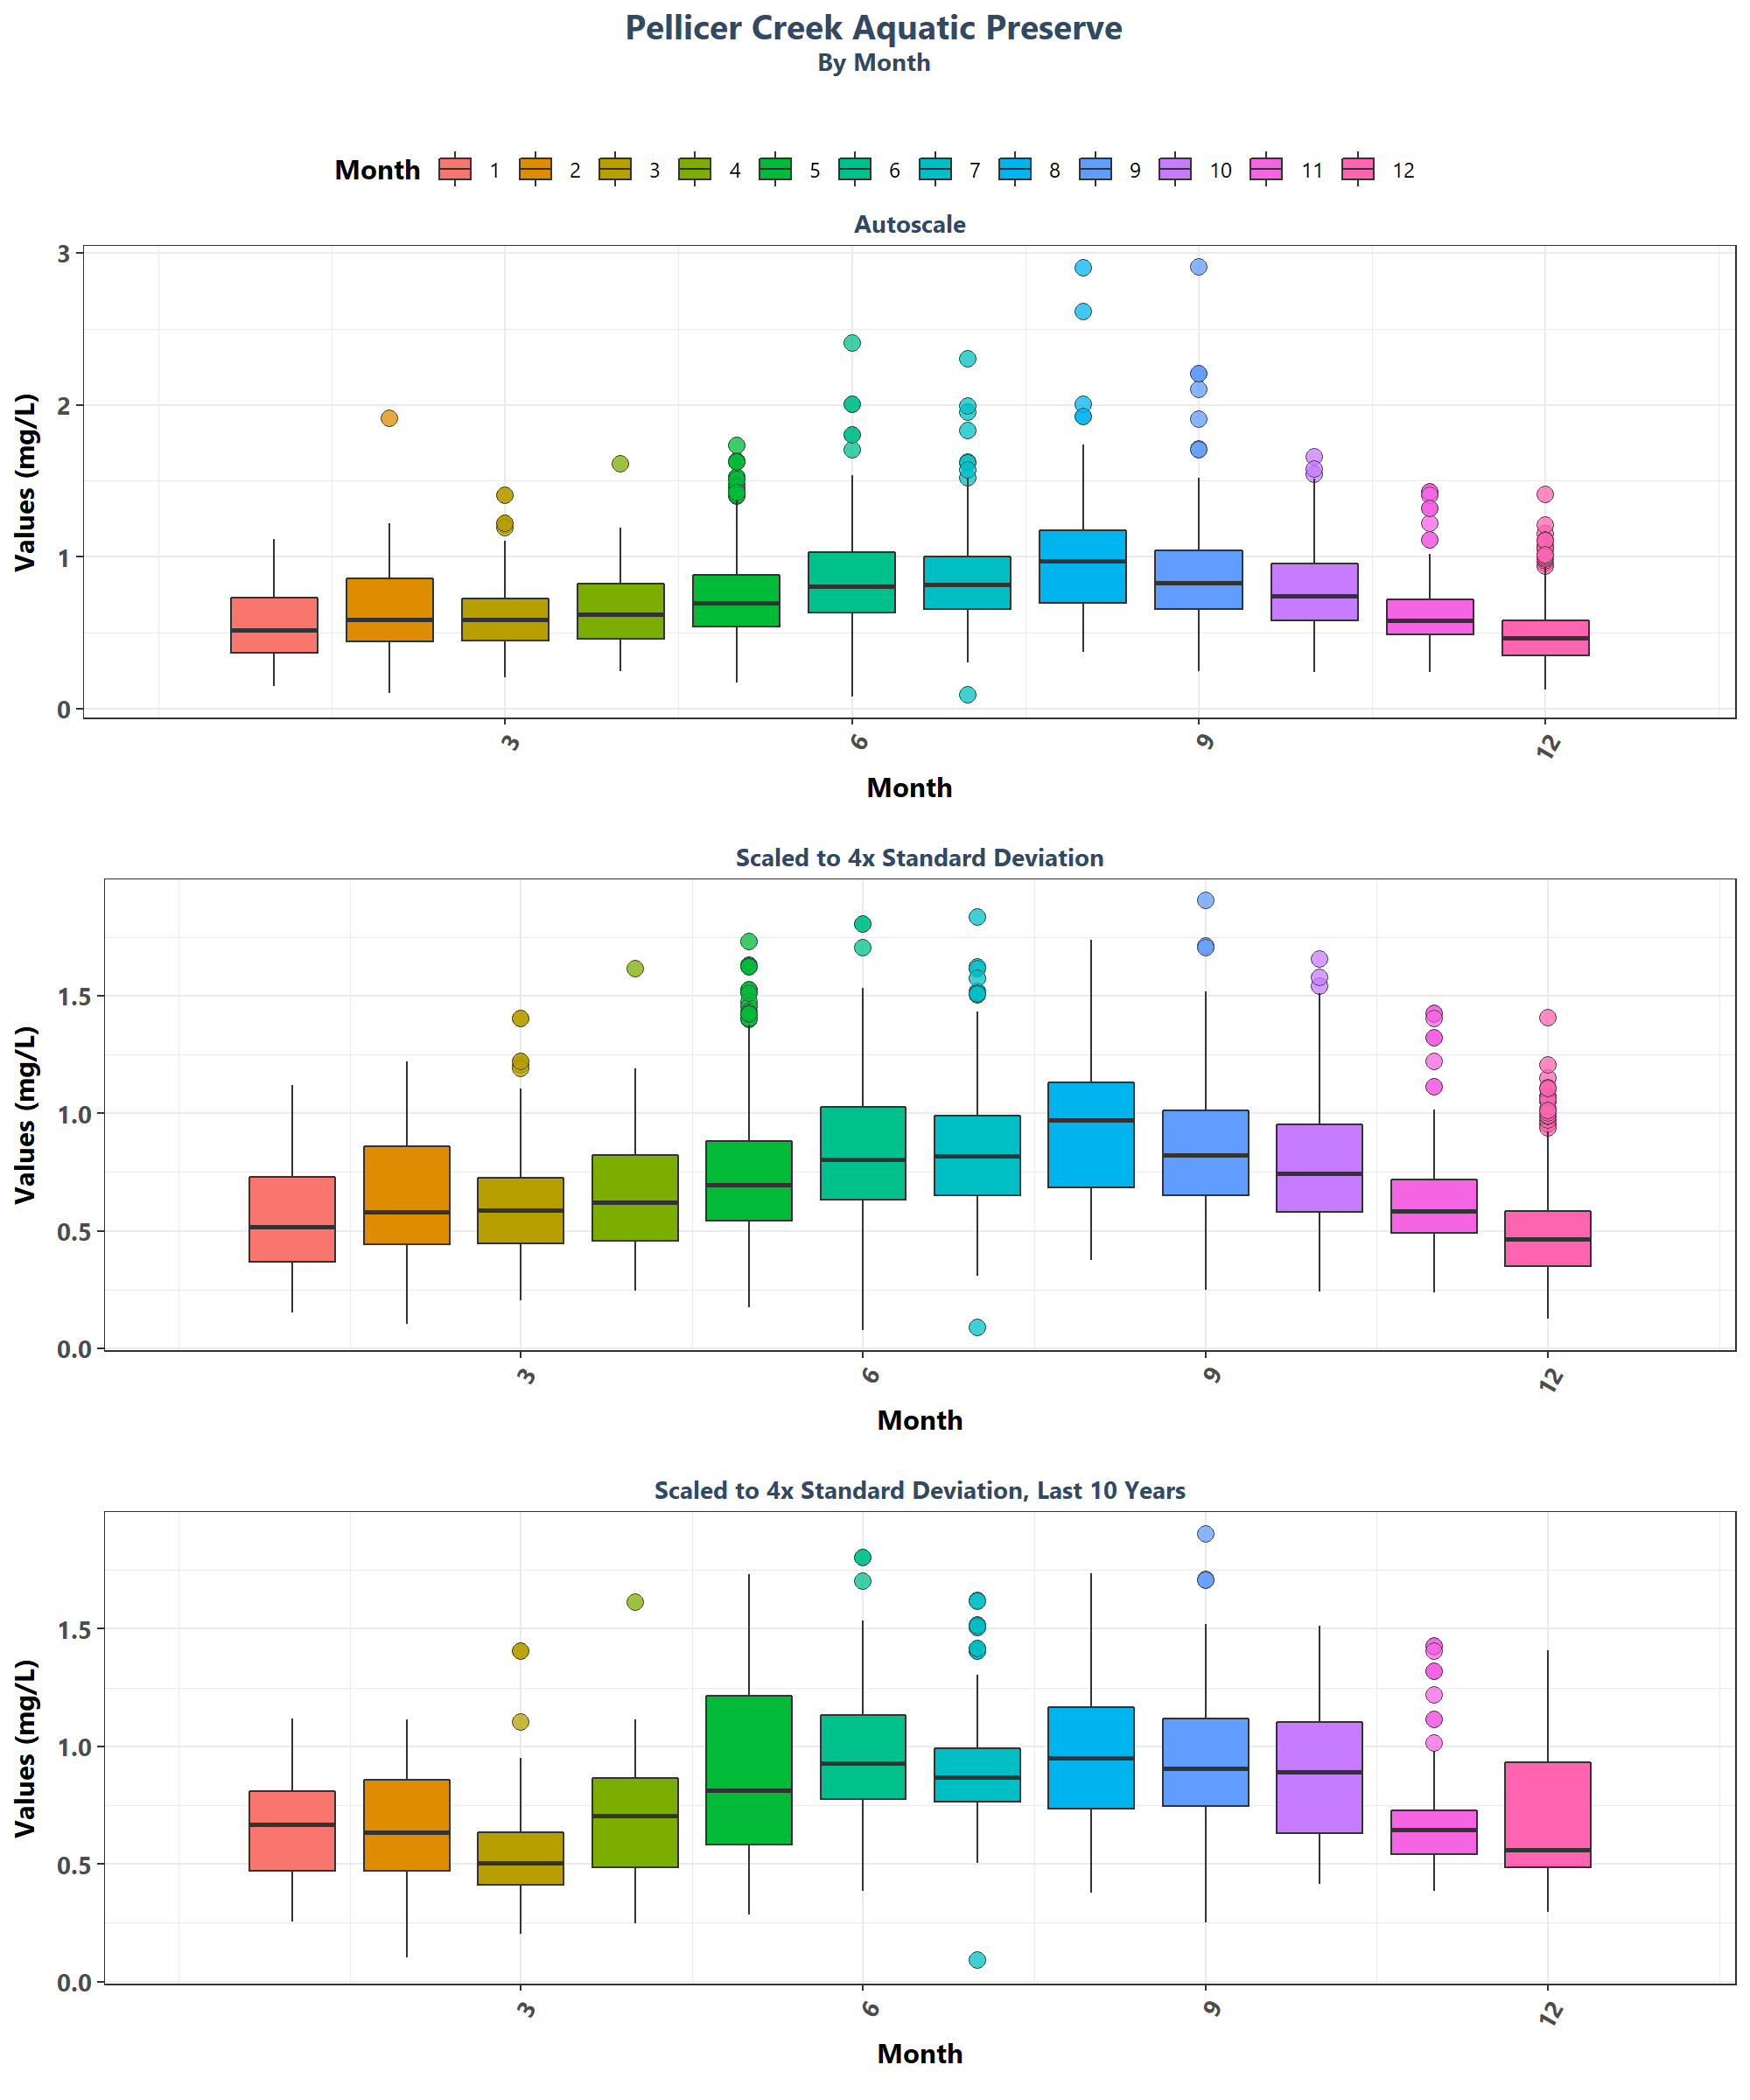 Pellicer Creek Aquatic Preserve
By Month
Month 1 2 3 4 5 6 7 8 9 10 11 12
Autoscale
Values (mg/L)
3
2
1
0
3 6 9 12
Month
Scaled to 4x Standard Deviation
Values (mg/L)
1.5
1.0
0.5
0.0
3 6 9 12
Month
Scaled to 4x Standard Deviation, Last 10 Years
Values (mg/L)
1.5
1.0
0.5
0.0
3 6 9 12
Month